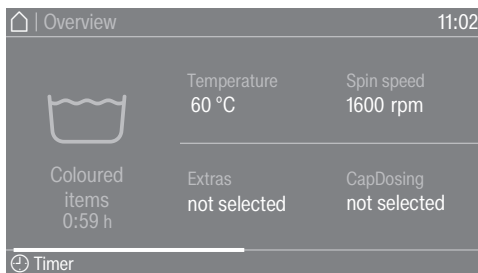 | Overview 11:02
Temperature Spin speed
60 °C 1600 rpm
Coloured
items
0:59 h
Extras CapDosing
not selected not selected
Timer